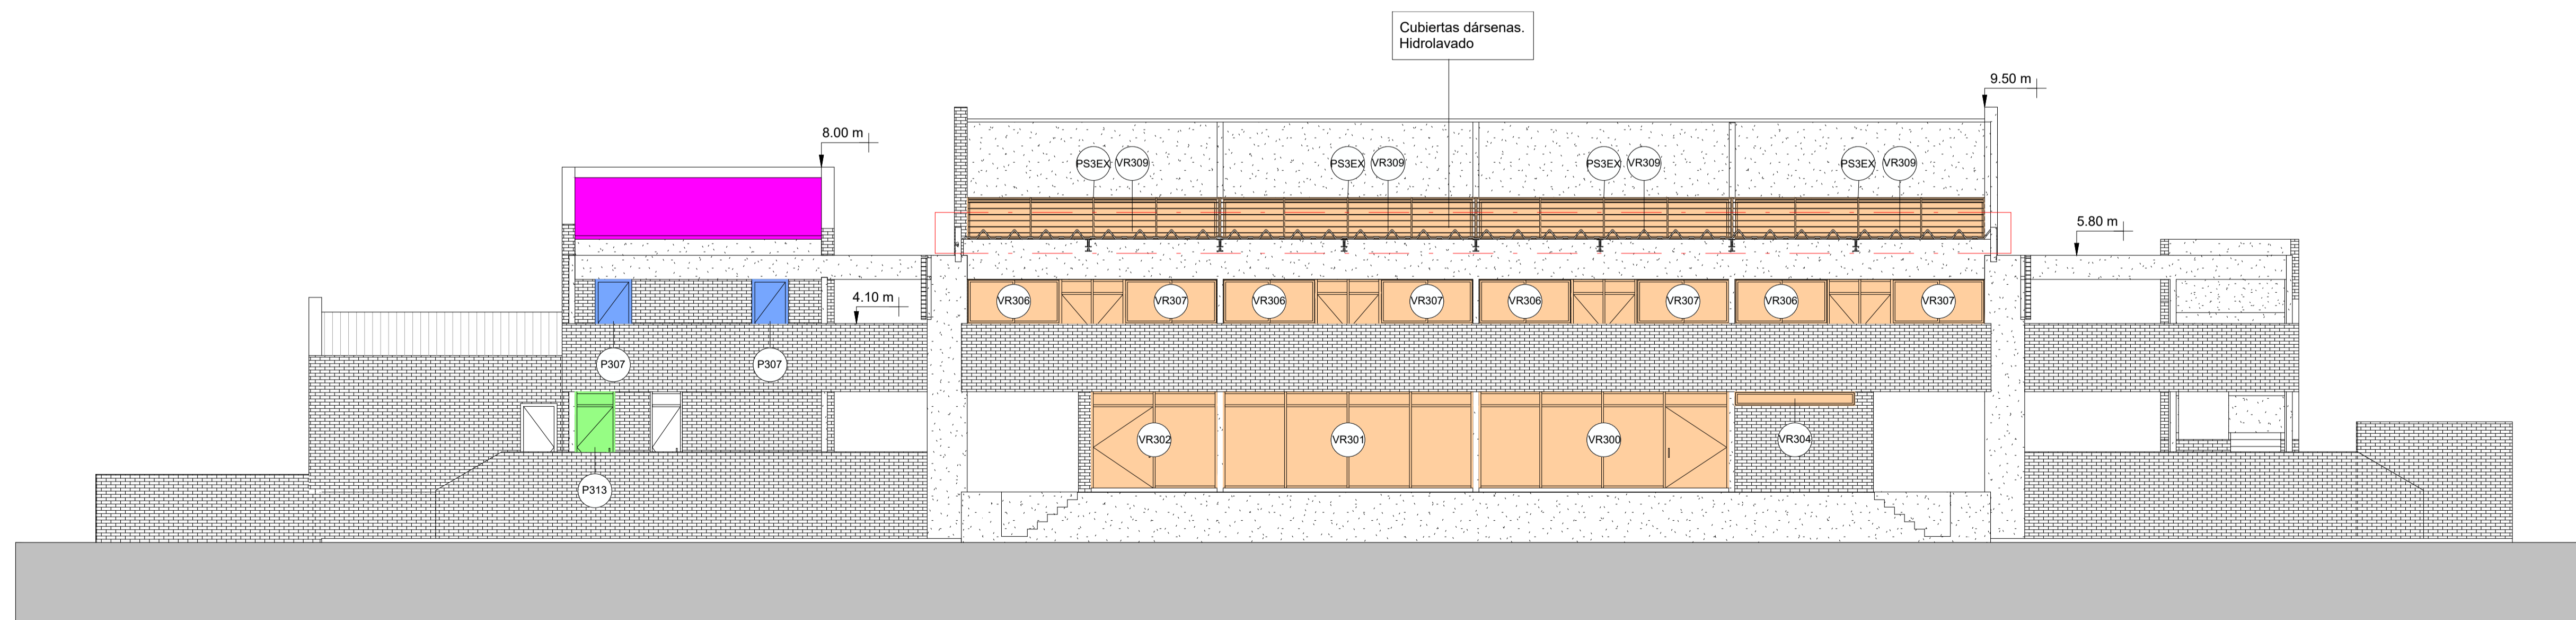 Cubiertas dársenas.
Hidrolavado
9.50 m
8.00 m
PS3EX VR309 PS3EX VR309 PS3EX VR309 PS3EX VR309
5.80 m
4.10 m
VR306 VR307 VR306 VR307 VR306 VR307 VR306 VR307
P307 P307
VR302 VR301 VR300 VR304
P313